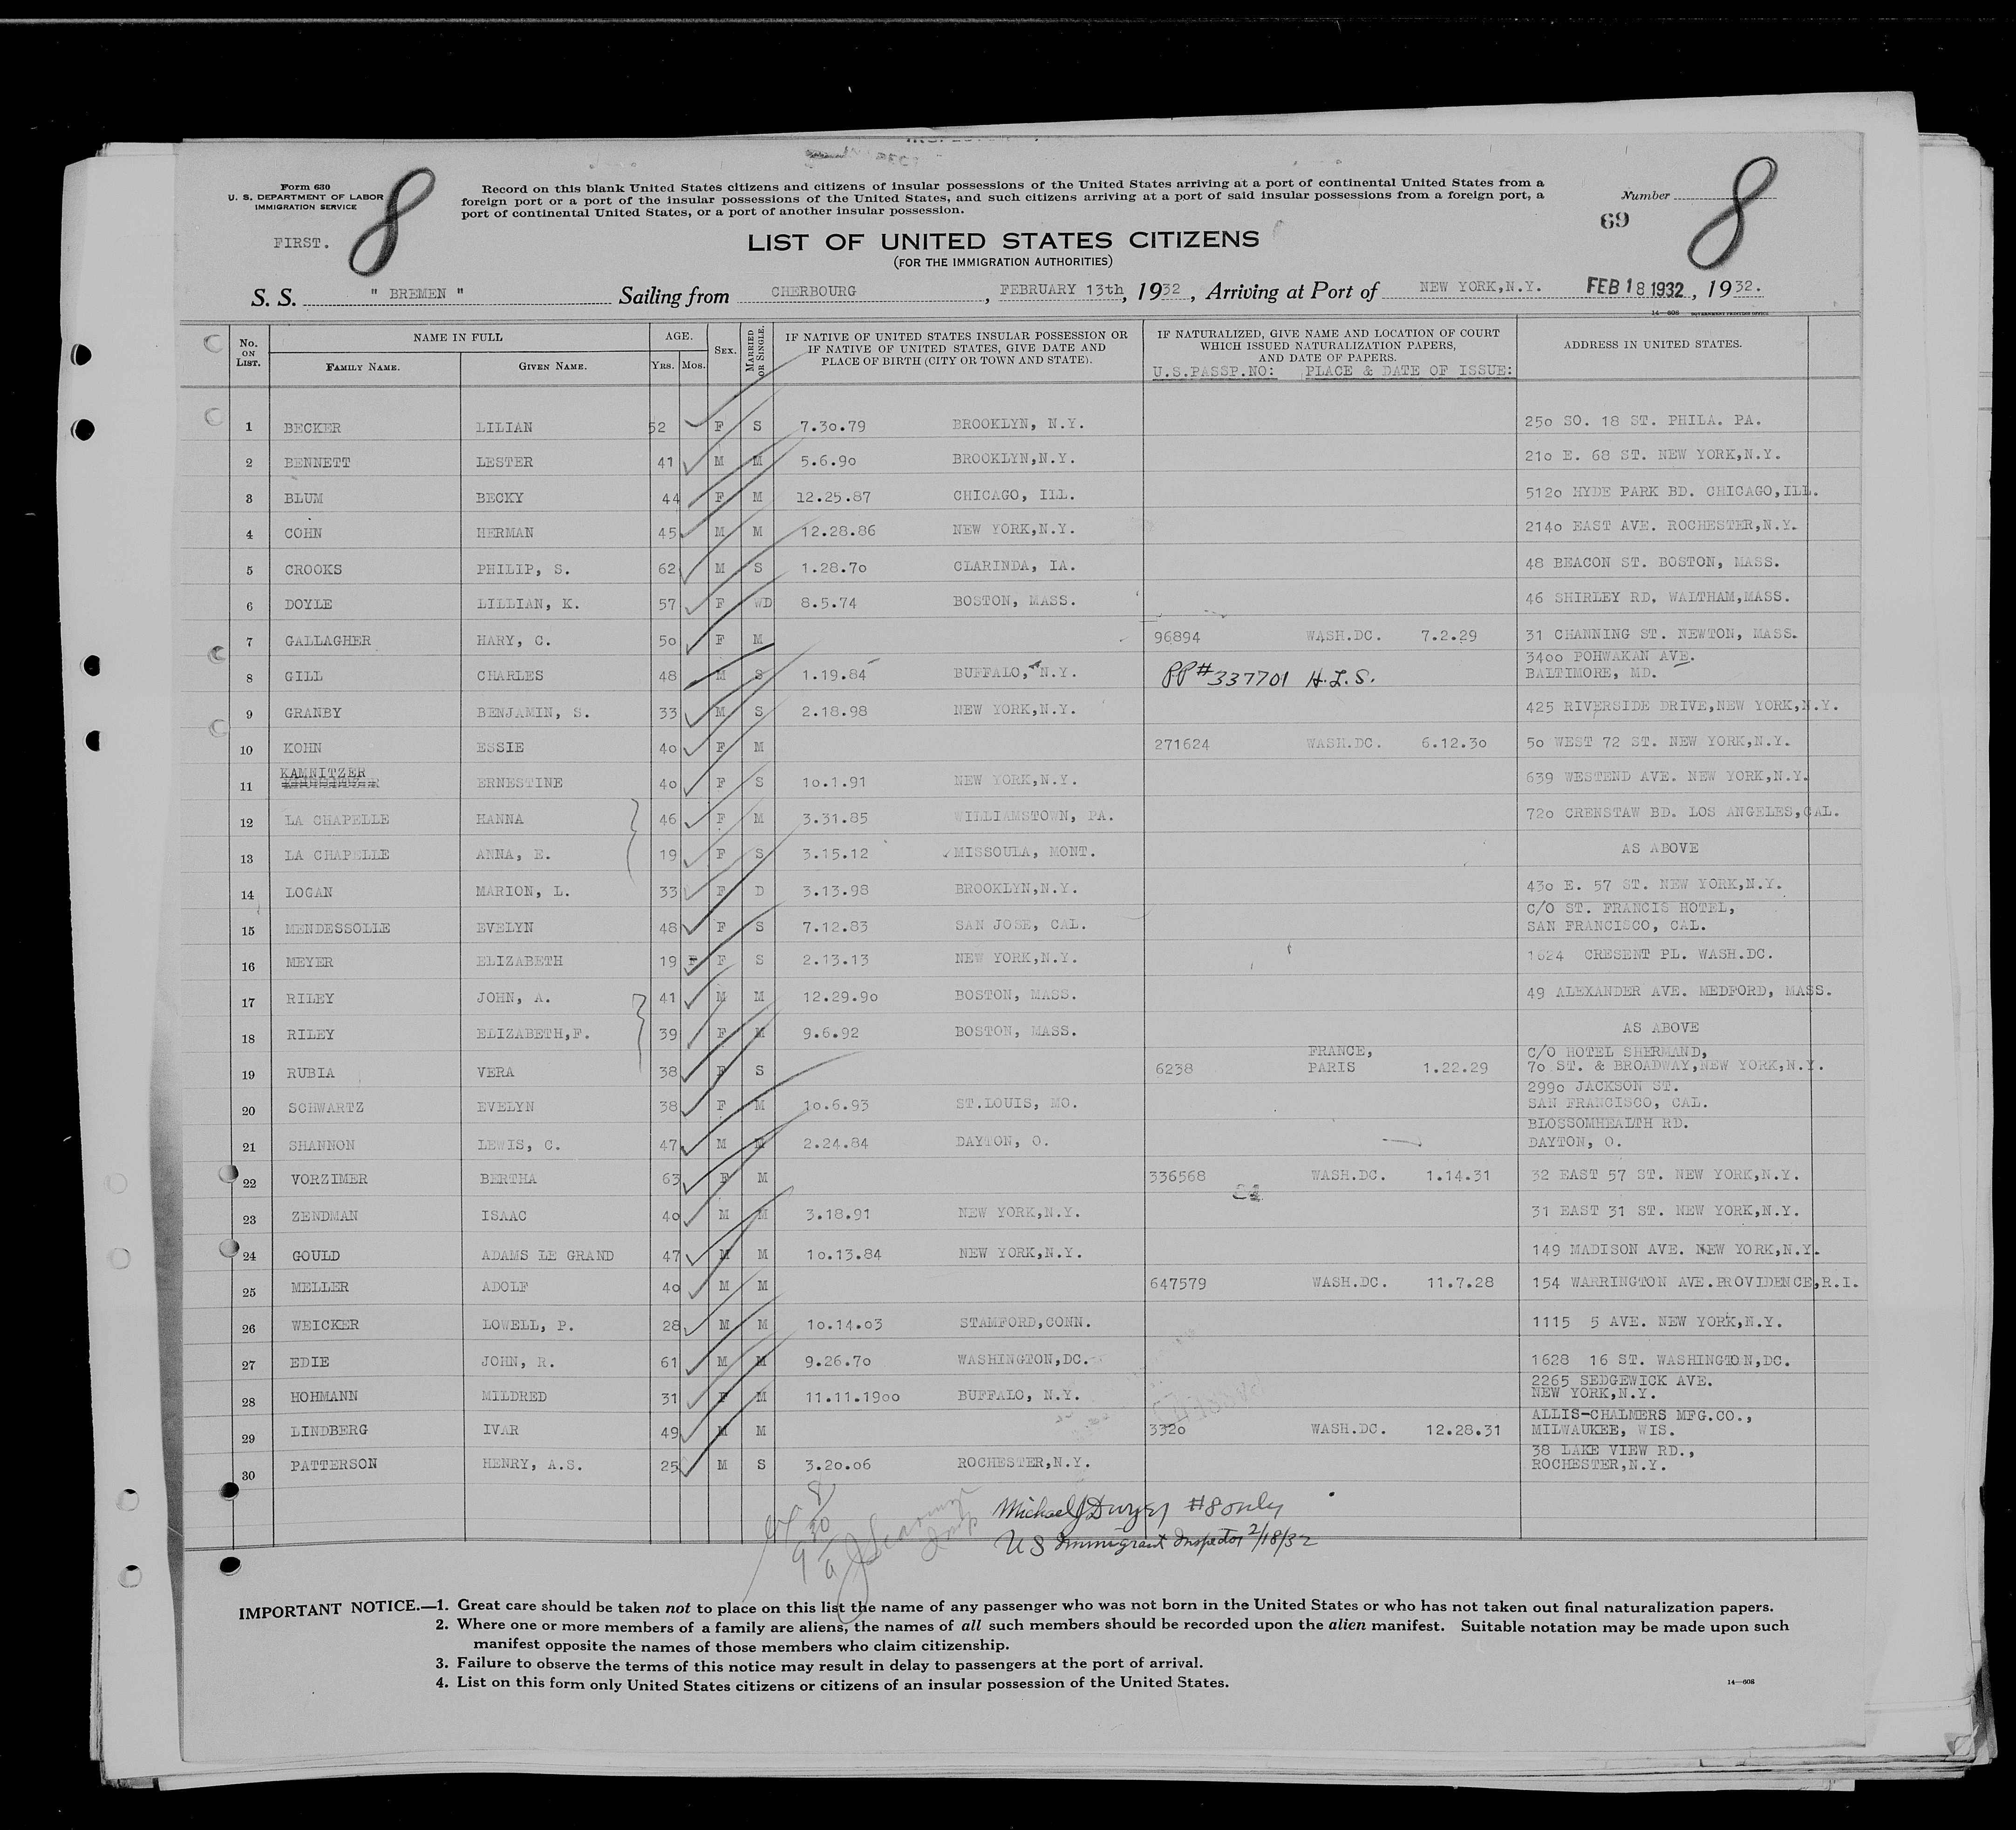 Form 630
U. S. DEPARTMENT OF LABOR
IMMIGRATION SERVICE
FIRST.
8
Record on this blank United States citizens and citizens of insular possessions of the United States arriving at a port of continental United States from a
foreign port or a port of the insular possessions of the United States, and such citizens arriving at a port of said insular possessions from a foreign port, a
port of continental United States, or a port of another insular possession.
Number
69
8
LIST OF UNITED STATES CITIZENS
(FOR THE IMMIGRATION AUTHORITIES)
S. S. " BREMEN " Sailing from CHERBOURG, FEBRUARY 13th, 1932, Arriving at Port of NEW YORK,N.Y. FEB 18 1932, 1932.
14—608 GOVERNMENT PRINTING OFFICE
No. ON LIST.
NAME IN FULL
FAMILY NAME. GIVEN NAME.
AGE.
Yrs. Mos.
SEX.
MARRIED OR SINGLE.
IF NATIVE OF UNITED STATES INSULAR POSSESSION OR
IF NATIVE OF UNITED STATES, GIVE DATE AND
PLACE OF BIRTH (CITY OR TOWN AND STATE).
IF NATURALIZED, GIVE NAME AND LOCATION OF COURT
WHICH ISSUED NATURALIZATION PAPERS,
AND DATE OF PAPERS.
U.S.PASSP.NO: PLACE & DATE OF ISSUE:
ADDRESS IN UNITED STATES.
1 BECKER LILIAN 52 F S 7.30.79 BROOKLYN, N.Y. 250 SO. 18 ST. PHILA. PA.
2 BENNETT LESTER 41 M M 5.6.90 BROOKLYN,N.Y. 210 E. 68 ST. NEW YORK,N.Y.
3 BLUM BECKY 44 F M 12.25.87 CHICAGO, ILL. 5120 HYDE PARK BD. CHICAGO,ILL.
4 COHN HERMAN 45 M M 12.28.86 NEW YORK,N.Y. 2140 EAST AVE. ROCHESTER,N.Y.
5 CROOKS PHILIP, S. 62 M S 1.28.70 CLARINDA, IA. 48 BEACON ST. BOSTON, MASS.
6 DOYLE LILLIAN, K. 57 F WD 8.5.74 BOSTON, MASS. 46 SHIRLEY RD, WALTHAM,MASS.
7 GALLAGHER HARY, C. 50 F M 96894 WASH.DC. 7.2.29 31 CHANNING ST. NEWTON, MASS.
8 GILL CHARLES 48 M S 1.19.84 BUFFALO, N.Y. PP#337701 H.L.S. 3400 POHWAKAN AVE.
BALTIMORE, MD.
9 GRANBY BENJAMIN, S. 33 M S 2.18.98 NEW YORK,N.Y. 425 RIVERSIDE DRIVE,NEW YORK,N.Y.
10 KOHN ESSIE 40 F M 271624 WASH.DC. 6.12.30 50 WEST 72 ST. NEW YORK,N.Y.
11 KAMNITZER ERNESTINE 40 F S 10.1.91 NEW YORK,N.Y. 639 WESTEND AVE. NEW YORK,N.Y.
12 LA CHAPELLE HANNA 46 F M 3.31.85 WILLIAMSTOWN, PA. 720 CRENSTAW BD. LOS ANGELES,CAL.
13 LA CHAPELLE ANNA, E. 19 F S 3.15.12 MISSOULA, MONT. AS ABOVE
14 LOGAN MARION, L. 33 F D 3.13.98 BROOKLYN,N.Y. 430 E. 57 ST. NEW YORK,N.Y.
15 MENDESSOLLE EVELYN 48 F S 7.12.83 SAN JOSE, CAL. C/O ST. FRANCIS HOTEL,
SAN FRANCISCO, CAL.
16 MEYER ELIZABETH 19 F F S 2.13.13 NEW YORK,N.Y. 1624 CRESENT PL. WASH.DC.
17 RILEY JOHN, A. 41 M M 12.29.90 BOSTON, MASS. 49 ALEXANDER AVE. MEDFORD, MASS.
18 RILEY ELIZABETH,F. 39 F M 9.6.92 BOSTON, MASS. AS ABOVE
19 RUBIA VERA 38 F S 6238 FRANCE,
PARIS 1.22.29 C/O HOTEL SHERMAND,
70 ST. & BROADWAY,NEW YORK,N.Y.
20 SCHWARTZ EVELYN 38 F M 10.6.93 ST.LOUIS, MO. 2990 JACKSON ST.
SAN FRANCISCO, CAL.
21 SHANNON LEWIS, C. 47 M M 2.24.84 DAYTON, O. BLOSSOMHEALTH RD.
DAYTON, O.
22 VORZIMER BERTHA 63 F M 336568 WASH.DC. 1.14.31 32 EAST 57 ST. NEW YORK,N.Y.
23 ZENDMAN ISAAC 40 M M 3.18.91 NEW YORK,N.Y. 31 EAST 31 ST. NEW YORK,N.Y.
24 GOULD ADAMS LE GRAND 47 M M 10.13.84 NEW YORK,N.Y. 149 MADISON AVE. NEW YORK,N.Y.
25 MELLER ADOLF 40 M M 647579 WASH.DC. 11.7.28 154 WARRINGTON AVE.PROVIDENCE,R.I.
26 WEICKER LOWELL, P. 28 M M 10.14.03 STAMFORD,CONN. 1115 5 AVE. NEW YORK,N.Y.
27 EDIE JOHN, R. 61 M M 9.26.70 WASHINGTON,DC. 1628 16 ST. WASHINGTON,DC.
28 HOHMANN MILDRED 31 F M 11.11.1900 BUFFALO, N.Y. 2265 SEDGEWICK AVE.
NEW YORK,N.Y.
29 LINDBERG IVAR 49 M M 3320 WASH.DC. 12.28.31 ALLIS-CHALMERS MFG.CO.,
MILWAUKEE, WIS.
30 PATTERSON HENRY, A.S. 25 M S 3.20.06 ROCHESTER,N.Y. 38 LAKE VIEW RD.,
ROCHESTER,N.Y.
Michael J Dwyer #8 only
US Immigrant Inspector 2/18/32
IMPORTANT NOTICE.—1. Great care should be taken not to place on this list the name of any passenger who was not born in the United States or who has not taken out final naturalization papers.
2. Where one or more members of a family are aliens, the names of all such members should be recorded upon the alien manifest. Suitable notation may be made upon such
manifest opposite the names of those members who claim citizenship.
3. Failure to observe the terms of this notice may result in delay to passengers at the port of arrival.
4. List on this form only United States citizens or citizens of an insular possession of the United States.
14—608